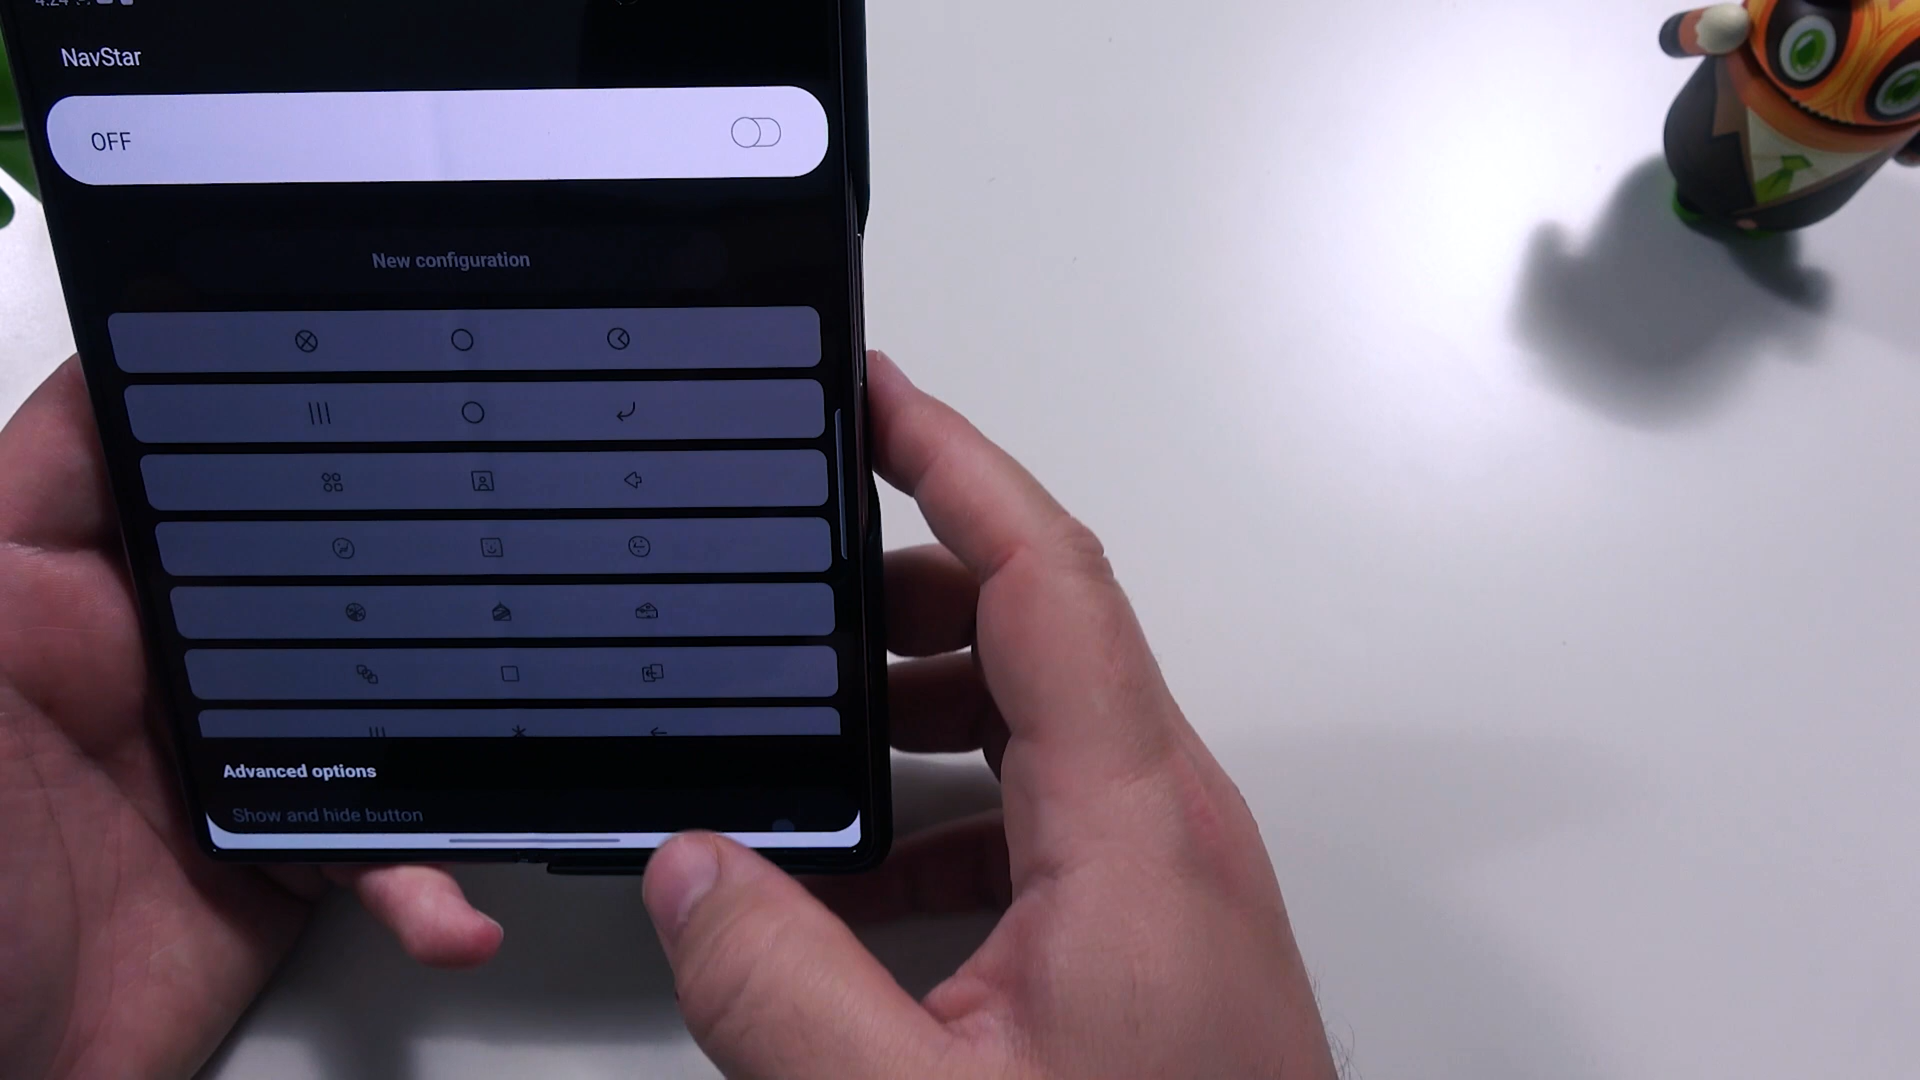 NavStar
OFF
New configuration
Advanced options
Show and hide button